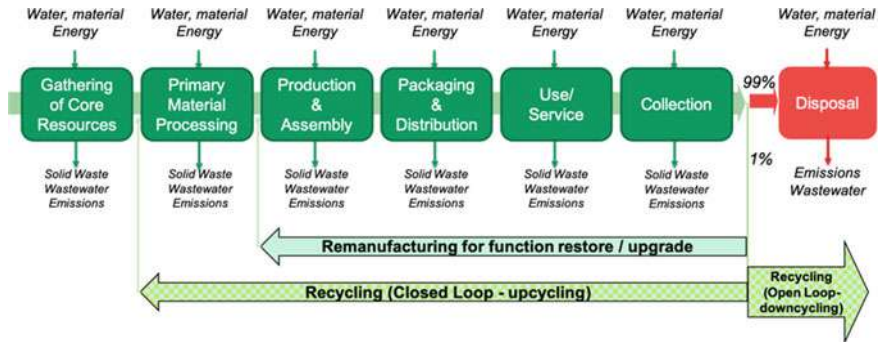 Water, material
Energy
Water, material
Energy
Water, material
Energy
Water, material
Energy
Water, material
Energy
Water, material
Energy
Water, material
Energy
Gathering
of Core
Resources
Primary
Material
Processing
Production
&
Assembly
Packaging
&
Distribution
Use/
Service
Collection
99%
Disposal
1%
Solid Waste
Wastewater
Emissions
Solid Waste
Wastewater
Emissions
Solid Waste
Wastewater
Emissions
Solid Waste
Wastewater
Emissions
Solid Waste
Wastewater
Emissions
Solid Waste
Wastewater
Emissions
Emissions
Wastewater
Remanufacturing for function restore / upgrade
Recycling (Closed Loop - upcycling)
Recycling
(Open Loop-
downcycling)